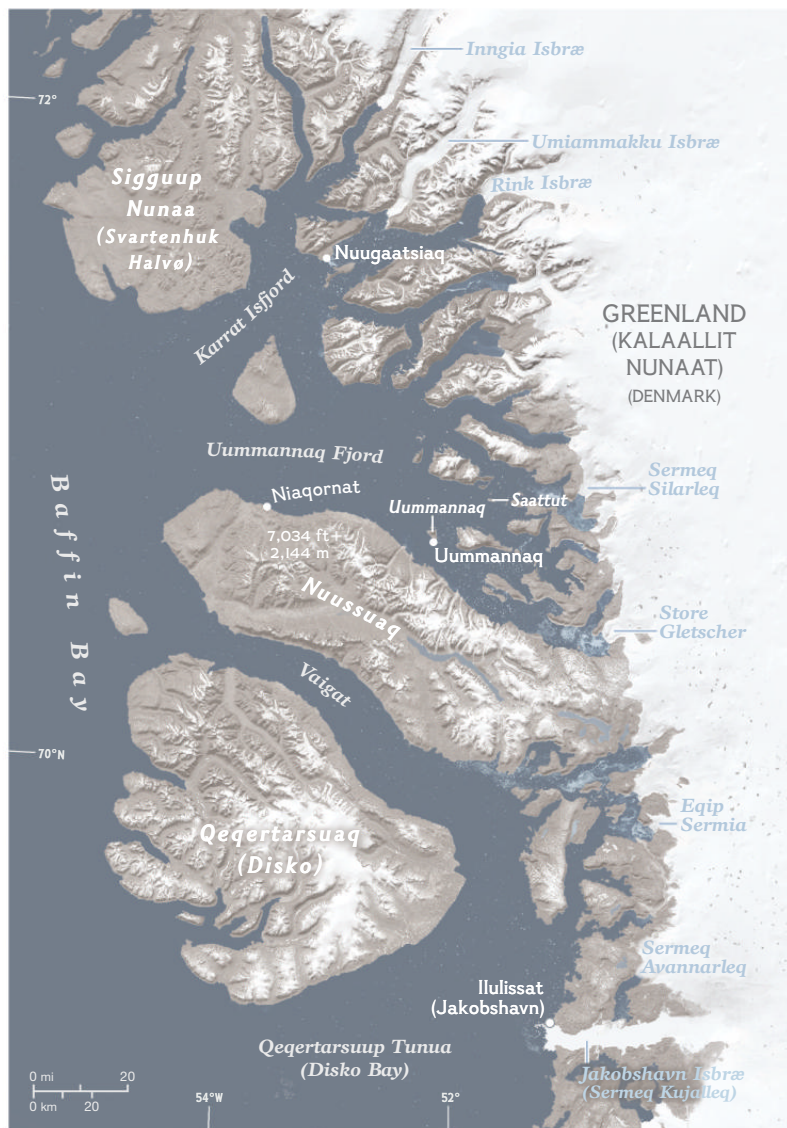 Inngia Isbræ
72°
Umiammakku Isbræ
Rink Isbræ
Sigguup
Nunaa
(Svartenhuk
Halvø)
Nuugaatsiaq
Karrat Isfjord
GREENLAND
(KALAALLIT
NUNAAT)
(DENMARK)
Uummannaq Fjord
Sermeq
Silarleq
Baffin Bay
Niaqornat
Uummannaq
Saattut
7,034 ft +
2,144 m
Uummannaq
Nuussuaq
Store
Gletscher
Vaigat
70°N
Eqip
Sermia
Qeqertarsuaq
(Disko)
Sermeq
Avannarleq
Ilulissat
(Jakobshavn)
Qeqertarsuup Tunua
(Disko Bay)
Jakobshavn Isbræ
(Sermeq Kujalleq)
0 mi 20
0 km 20
54°W
52°